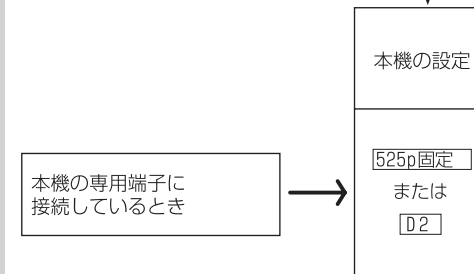 本機の設定
525p固定
または
D2
本機の専用端子に
接続しているとき